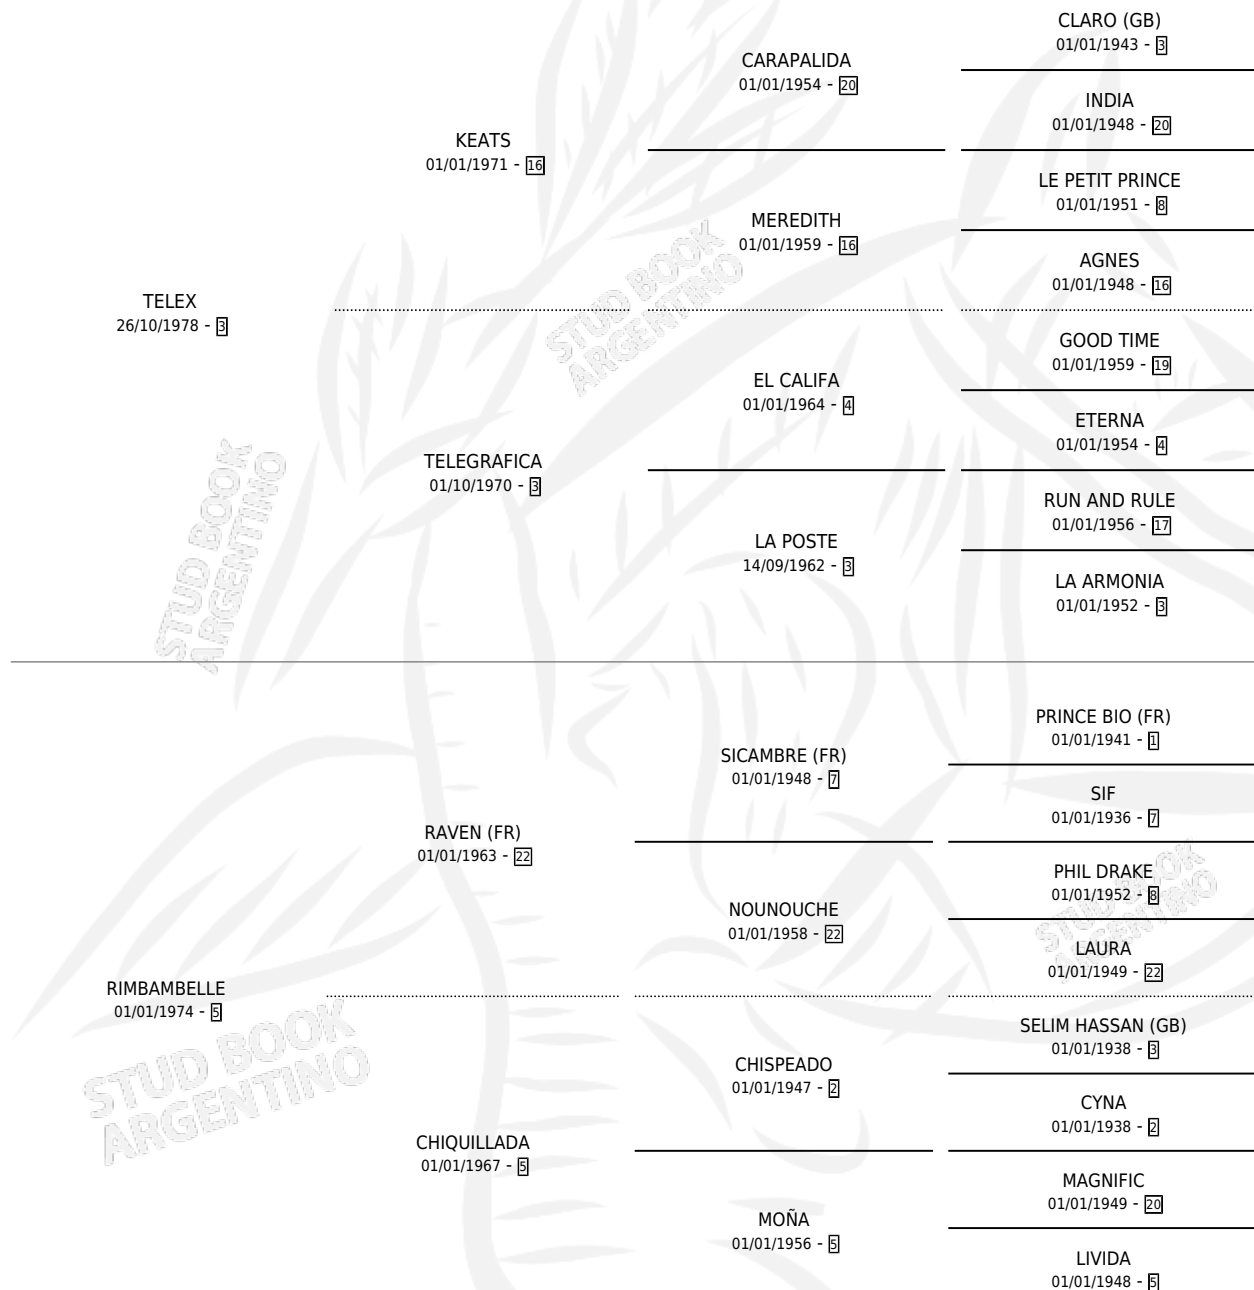 CLARO (GB)
01/01/1943 - 3
CARAPALIDA
01/01/1954 - 20
INDIA
01/01/1948 - 20
KEATS
01/01/1971 - 16
LE PETIT PRINCE
01/01/1951 - 8
MEREDITH
01/01/1959 - 16
AGNES
01/01/1948 - 16
TELEX
26/10/1978 - 3
STUD BOOK
ARGENTINO
GOOD TIME
01/01/1959 - 19
EL CALIFA
01/01/1964 - 4
ETERNA
01/01/1954 - 4
TELEGRAFICA
01/10/1970 - 3
RUN AND RULE
01/01/1956 - 17
LA POSTE
14/09/1962 - 3
LA ARMONIA
01/01/1952 - 3
STUD BOOK
ARGENTINO
PRINCE BIO (FR)
01/01/1941 - 1
SICAMBRE (FR)
01/01/1948 - 7
SIF
01/01/1936 - 7
RAVEN (FR)
01/01/1963 - 22
PHIL DRAKE
01/01/1952 - 8
NOUNOUCHE
01/01/1958 - 22
STUD BOOK
ARGENTINO
LAURA
01/01/1949 - 22
RIMBAMBELLE
01/01/1974 - 5
SELIM HASSAN (GB)
01/01/1938 - 3
CHISPEADO
01/01/1947 - 2
CYNA
01/01/1938 - 2
STUD BOOK
ARGENTINO
CHIQUILLADA
01/01/1967 - 5
MAGNIFIC
01/01/1949 - 20
MOÑA
01/01/1956 - 5
LIVIDA
01/01/1948 - 5